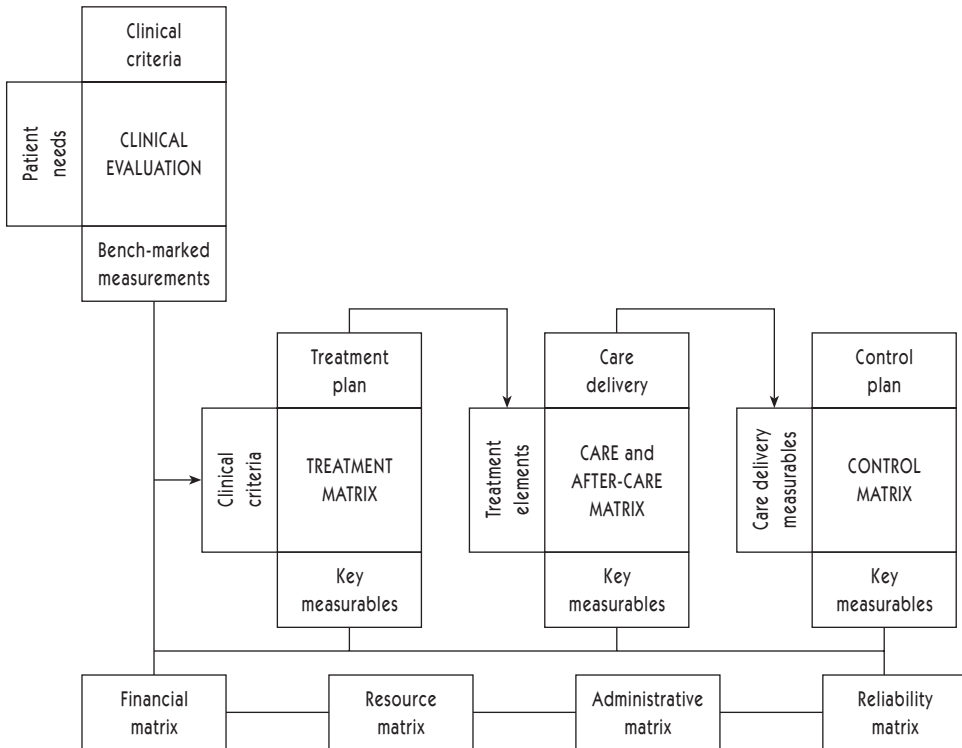 Clinical
criteria
Patient
needs
CLINICAL
EVALUATION
Bench-marked
measurements
Treatment
plan
Clinical
criteria
TREATMENT
MATRIX
Key
measurables
Care
delivery
Treatment
elements
CARE and
AFTER-CARE
MATRIX
Key
measurables
Control
plan
Care delivery
measurables
CONTROL
MATRIX
Key
measurables
Financial
matrix
Resource
matrix
Administrative
matrix
Reliability
matrix